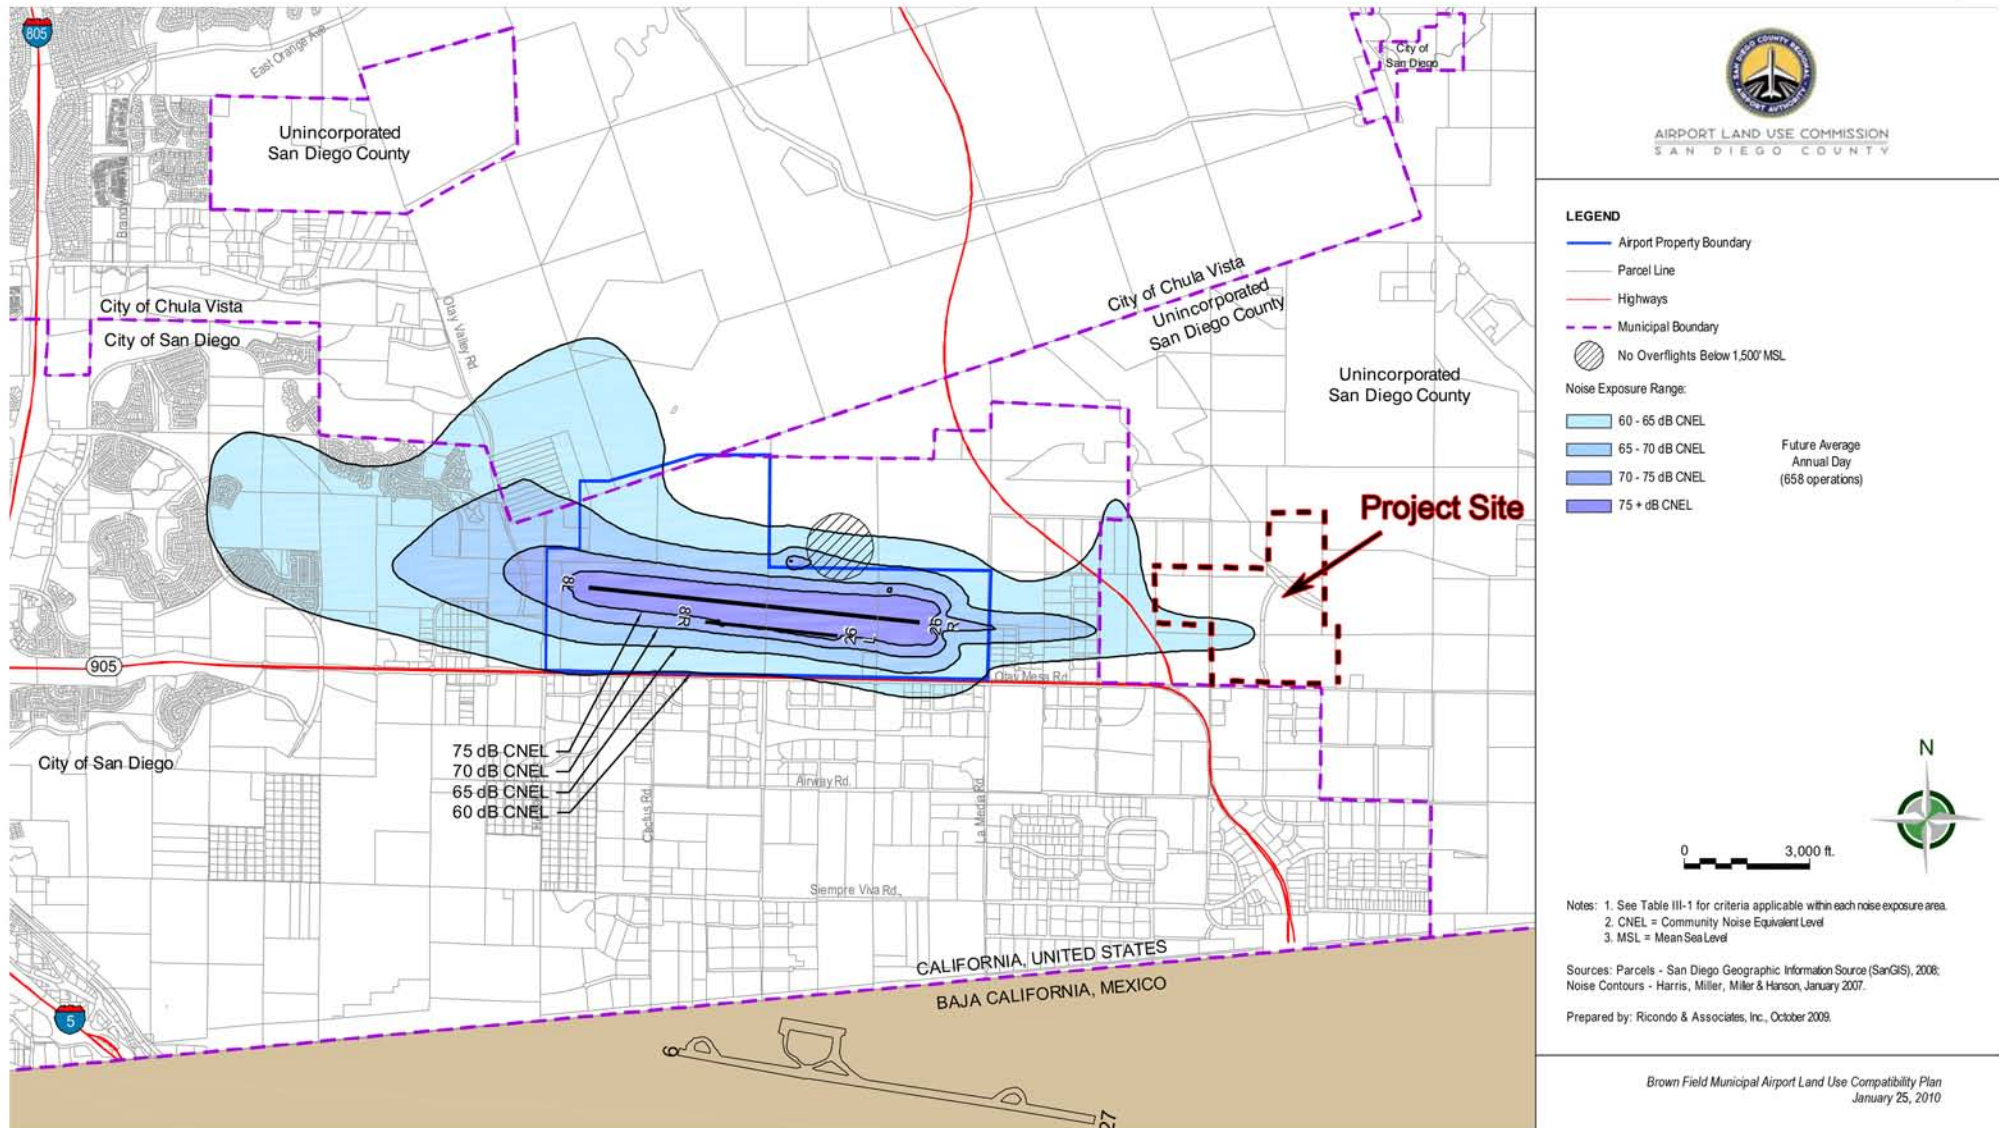 805
East Orange Ave
Unincorporated
San Diego County
City of
San Diego
City of Chula Vista
City of San Diego
Otay Valley Rd
City of Chula Vista
Unincorporated
San Diego County
Unincorporated
San Diego County
Project Site
8L
8R
26
L
26
R
905
Otay Mesa Rd
75 dB CNEL
70 dB CNEL
65 dB CNEL
60 dB CNEL
City of San Diego
Airway Rd.
Cactus Rd
La Media Rd
Siempre Viva Rd.
CALIFORNIA, UNITED STATES
BAJA CALIFORNIA, MEXICO
5
9
27
SAN DIEGO COUNTY REGIONAL
AIRPORT AUTHORITY
AIRPORT LAND USE COMMISSION
SAN DIEGO COUNTY
LEGEND
Airport Property Boundary
Parcel Line
Highways
Municipal Boundary
No Overflights Below 1,500' MSL
Noise Exposure Range:
60 - 65 dB CNEL
65 - 70 dB CNEL
70 - 75 dB CNEL
75 + dB CNEL
Future Average
Annual Day
(658 operations)
N
0 3,000 ft.
Notes: 1. See Table III-1 for criteria applicable within each noise exposure area.
2. CNEL = Community Noise Equivalent Level
3. MSL = Mean Sea Level
Sources: Parcels - San Diego Geographic Information Source (SanGIS), 2008;
Noise Contours - Harris, Miller, Miller & Hanson, January 2007.
Prepared by: Ricondo & Associates, Inc., October 2009.
Brown Field Municipal Airport Land Use Compatibility Plan
January 25, 2010